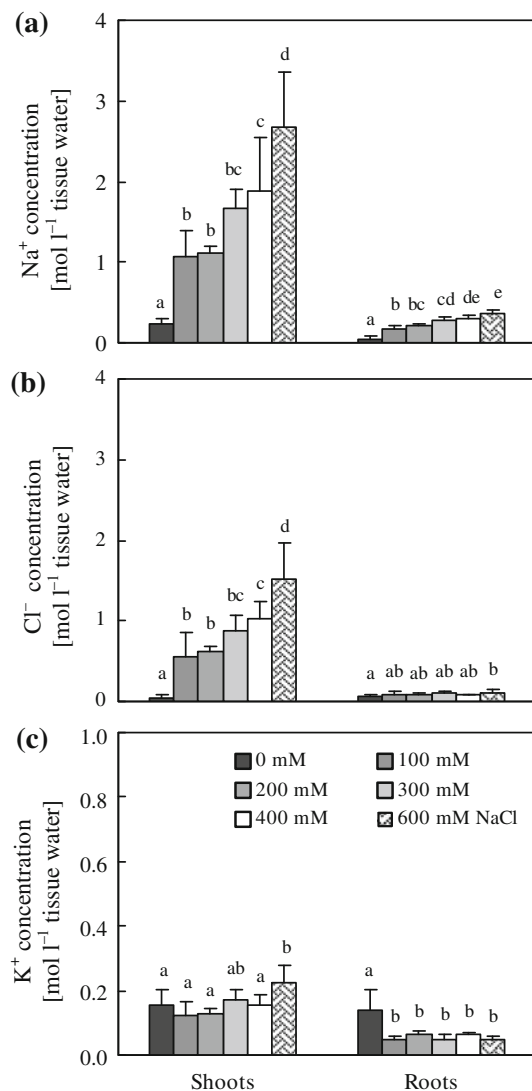 (a)
Na⁺ concentration
[mol l⁻¹ tissue water]
4
3
2
1
0
a
b
b
bc
c
d
a
b
bc
cd
de
e
(b)
Cl⁻ concentration
[mol l⁻¹ tissue water]
4
3
2
1
0
a
b
b
bc
c
d
a
ab
ab
ab
ab
b
(c)
K⁺ concentration
[mol l⁻¹ tissue water]
1.0
0.8
0.6
0.4
0.2
0.0
0 mM
100 mM
200 mM
300 mM
400 mM
600 mM NaCl
a
a
a
ab
a
b
a
b
b
b
b
b
Shoots
Roots